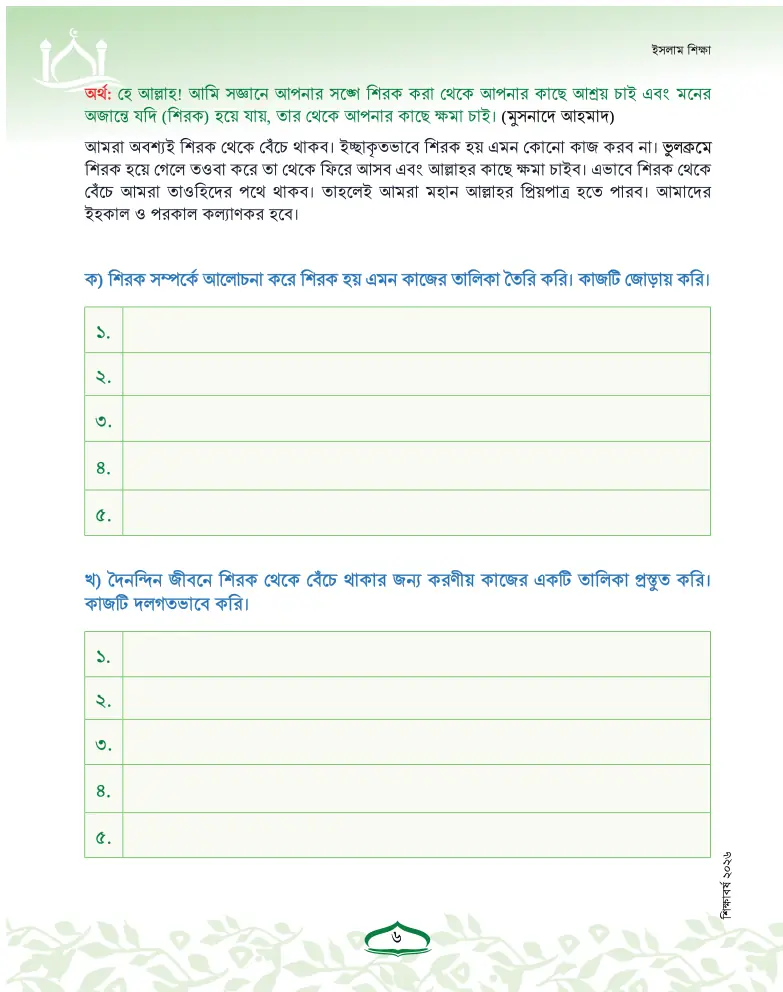 ইসলাম শিক্ষা
অর্থ: হে আল্লাহ! আমি সজ্ঞানে আপনার সঙ্গে শিরক করা থেকে আপনার কাছে আশ্রয় চাই এবং মনের
অজান্তে যদি (শিরক) হয়ে যায়, তার থেকে আপনার কাছে ক্ষমা চাই। (মুসনাদে আহমাদ)
আমরা অবশ্যই শিরক থেকে বেঁচে থাকব। ইচ্ছাকৃতভাবে শিরক হয় এমন কোনো কাজ করব না। ভুলক্রমে
শিরক হয়ে গেলে তওবা করে তা থেকে ফিরে আসব এবং আল্লাহর কাছে ক্ষমা চাইব। এভাবে শিরক থেকে
বেঁচে আমরা তাওহিদের পথে থাকব। তাহলেই আমরা মহান আল্লাহর প্রিয়পাত্র হতে পারব। আমাদের
ইহকাল ও পরকাল কল্যাণকর হবে।
ক) শিরক সম্পর্কে আলোচনা করে শিরক হয় এমন কাজের তালিকা তৈরি করি। কাজটি জোড়ায় করি।
১.
২.
৩.
৪.
৫.
খ) দৈনন্দিন জীবনে শিরক থেকে বেঁচে থাকার জন্য করণীয় কাজের একটি তালিকা প্রস্তুত করি।
কাজটি দলগতভাবে করি।
১.
২.
৩.
৪.
৫.
শিক্ষাবর্ষ ২০২৬
৬